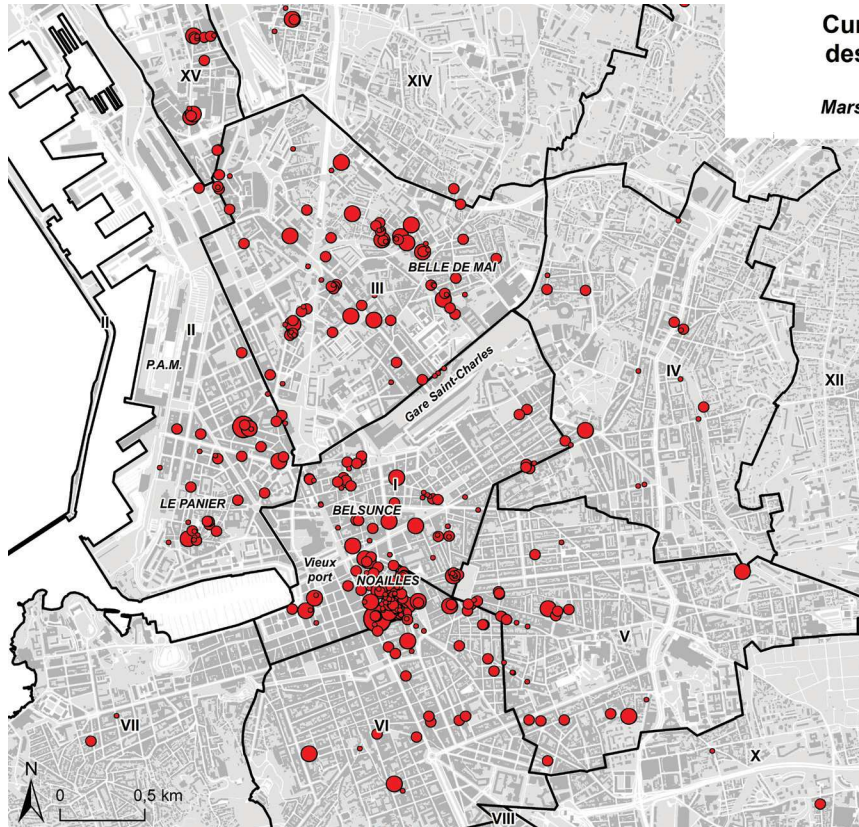 Cu
des
Mars
XV
XIV
BELLE DE MAI
III
II
II
P.A.M.
Gare Saint-Charles
IV
XII
I
LE PANIER
BELSUNCE
Vieux
port
NOAILLES
V
VI
VII
X
N
0 0,5 km
VIII